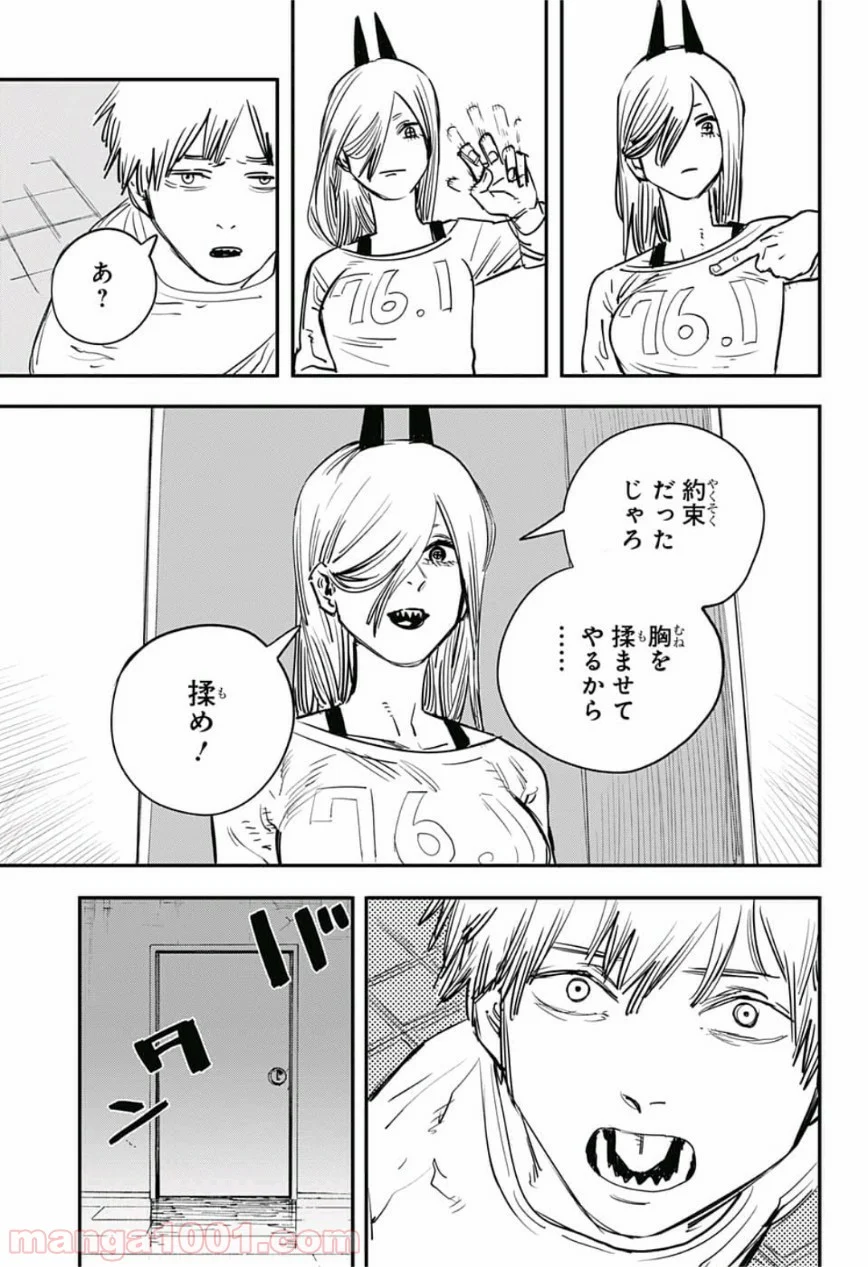 76.1
76.1
あ？
約束
だった
じゃろ
胸を
揉ませて
やるから
……
揉め！
76.
バタン
manga1001.com